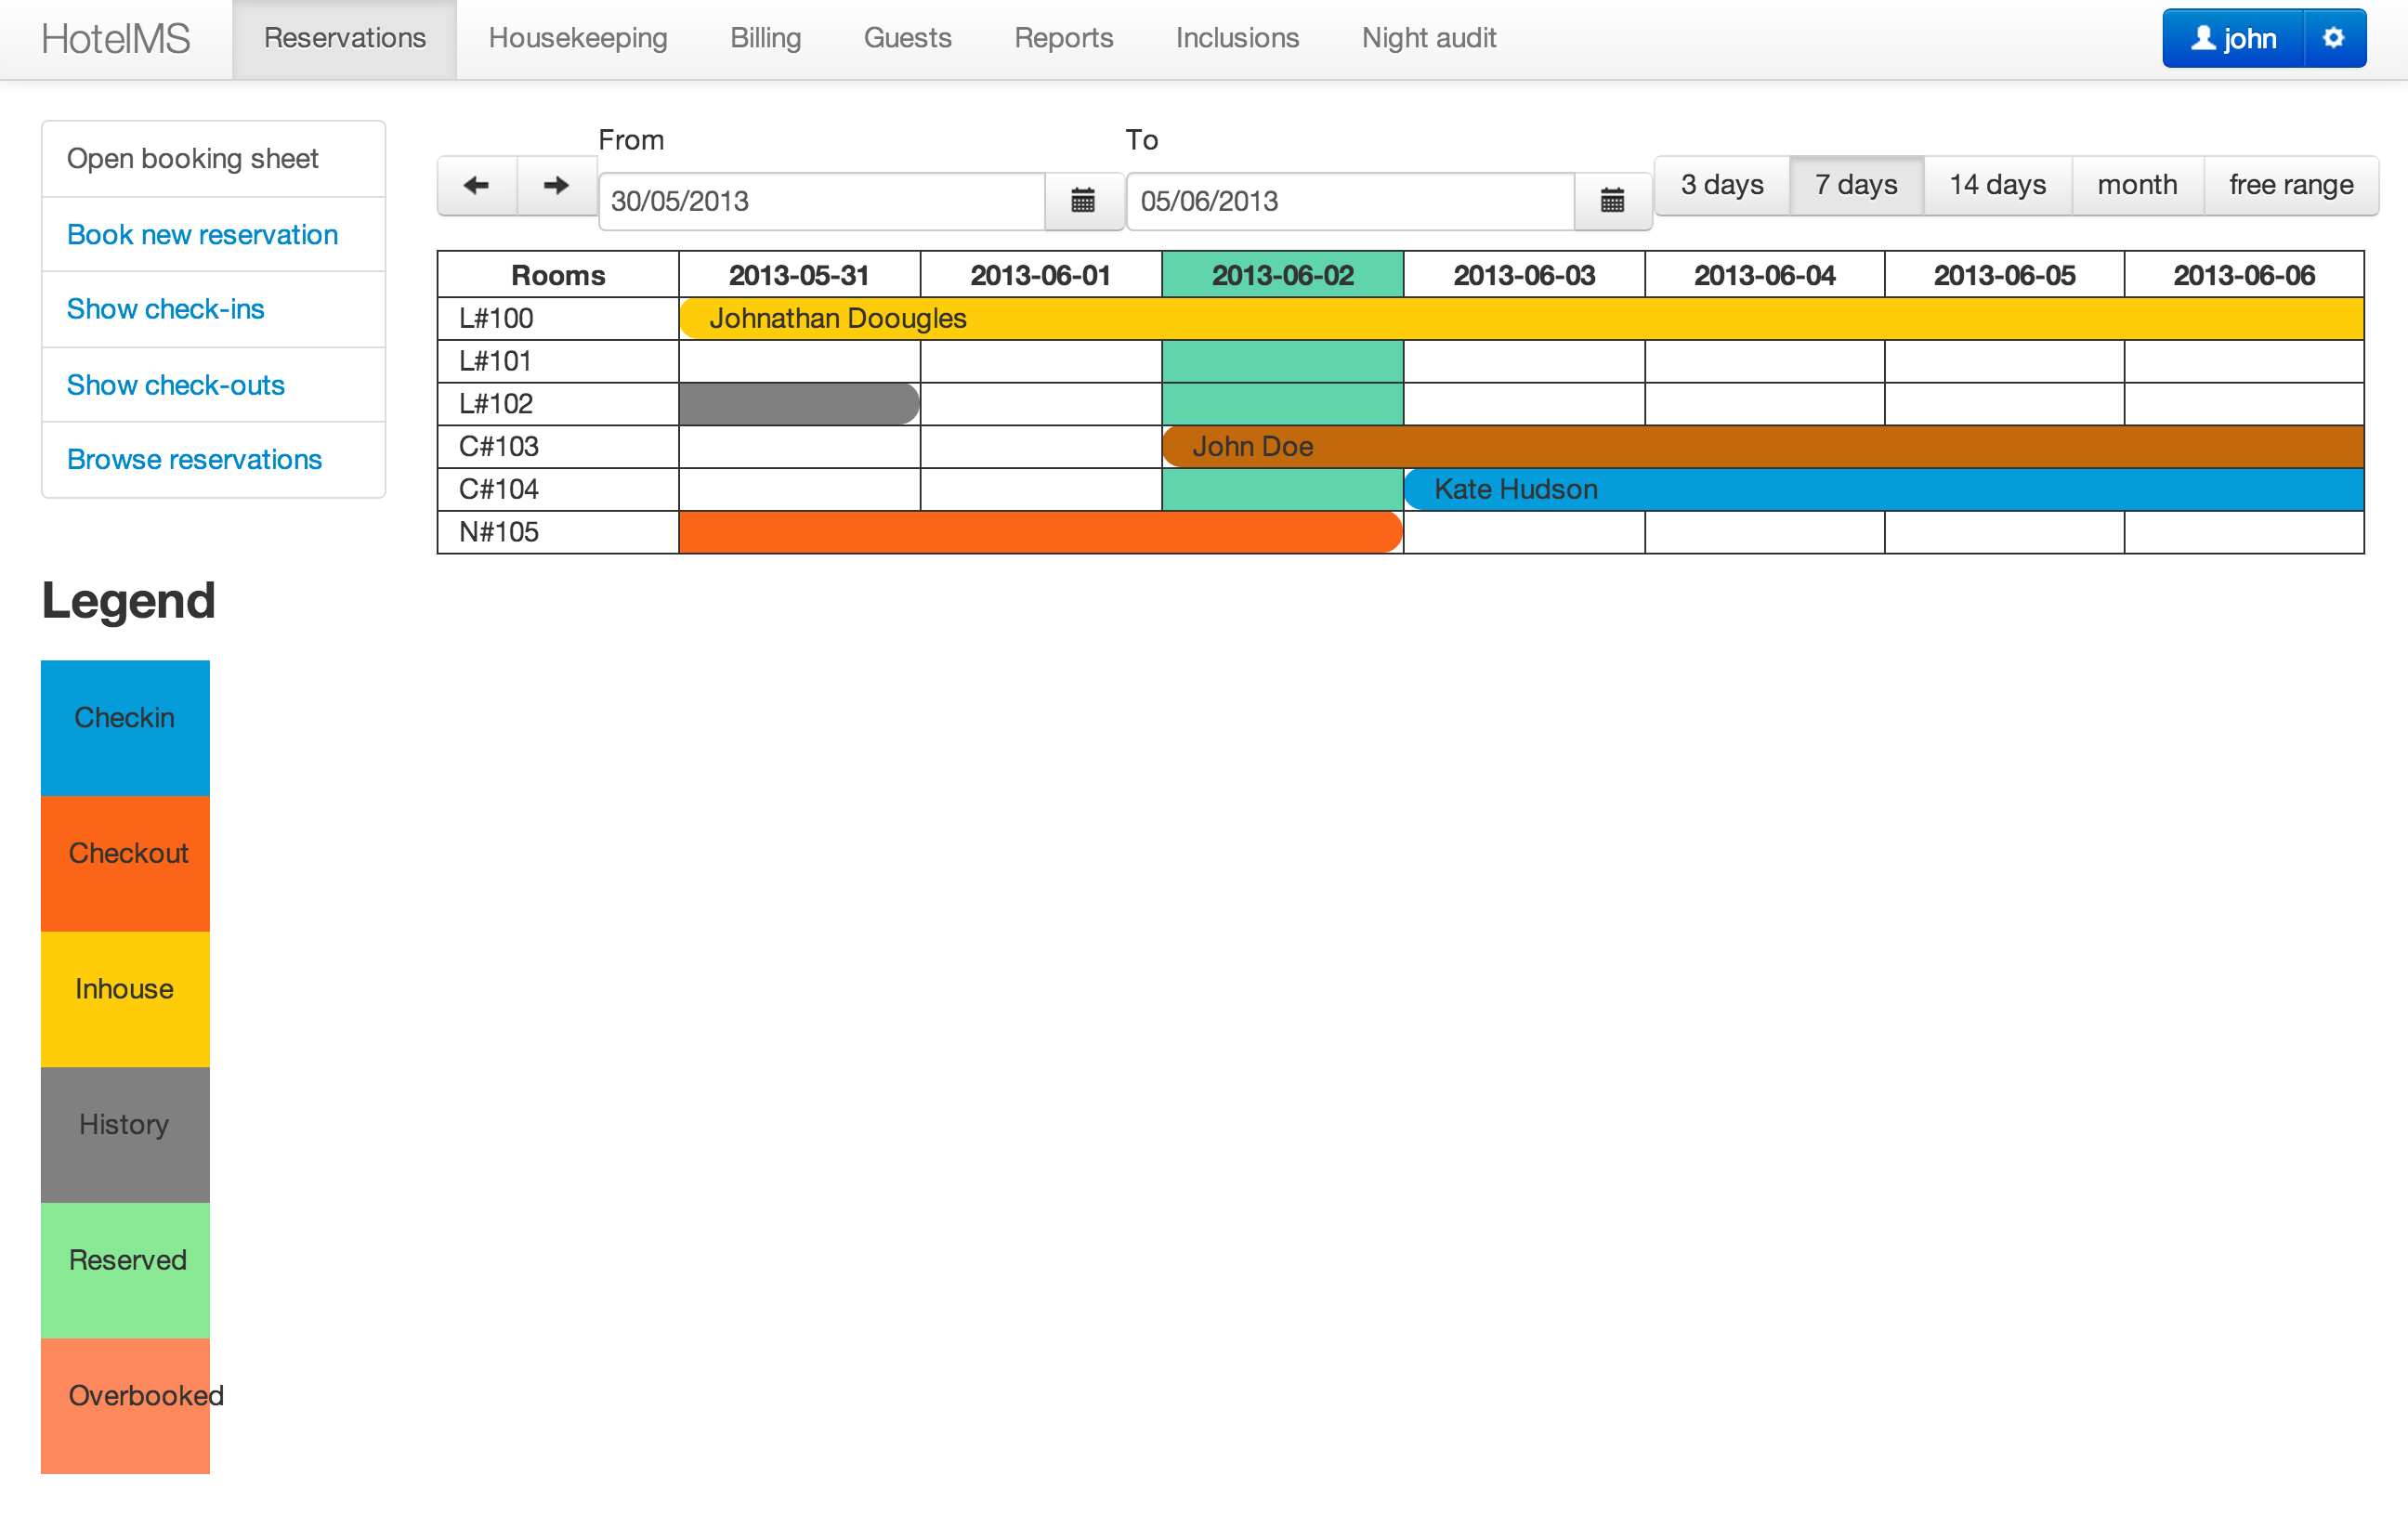 HotelMS Reservations Housekeeping Billing Guests Reports Inclusions Night audit john
Open booking sheet
Book new reservation
Show check-ins
Show check-outs
Browse reservations
From To
30/05/2013 05/06/2013 3 days 7 days 14 days month free range
Rooms 2013-05-31 2013-06-01 2013-06-02 2013-06-03 2013-06-04 2013-06-05 2013-06-06
L#100 Johnathan Doougles
L#101
L#102
C#103 John Doe
C#104 Kate Hudson
N#105
Legend
Checkin
Checkout
Inhouse
History
Reserved
Overbooked